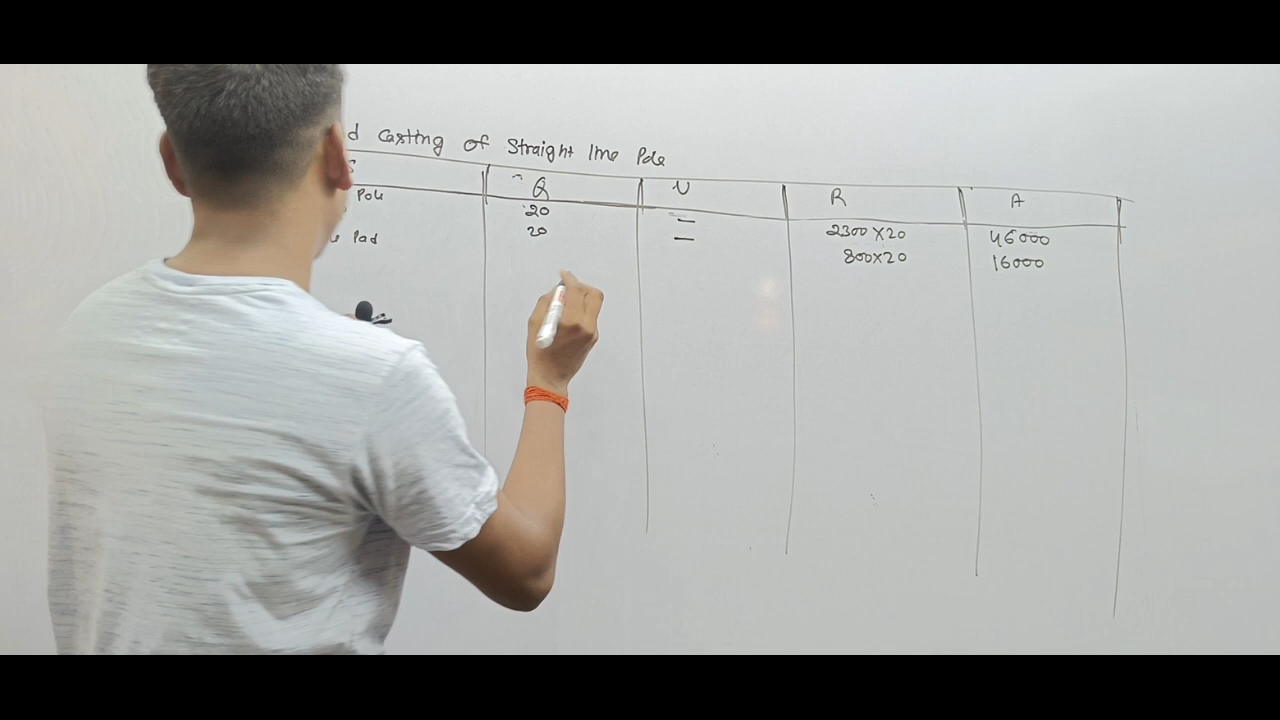 d casting of Straight line Pole
S Q U R A
Pole 20 — 2300×20 46000
Pad 20 — 800×20 16000